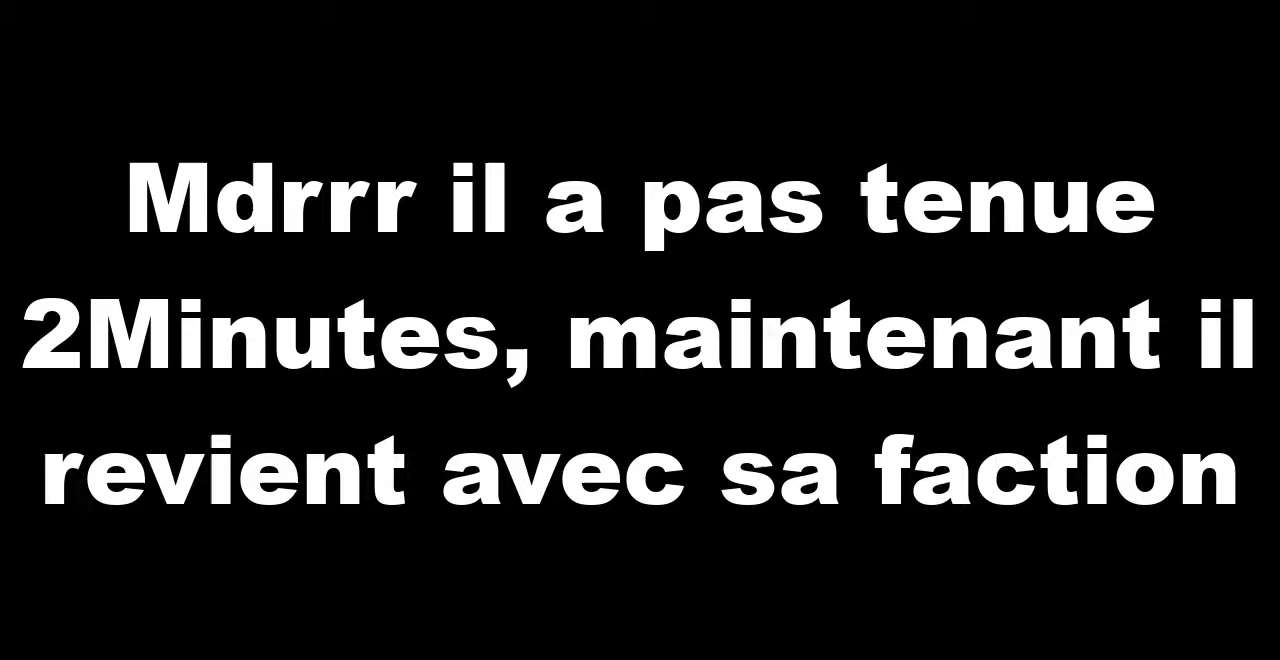 Mdrrr il a pas tenue
2Minutes, maintenant il
revient avec sa faction